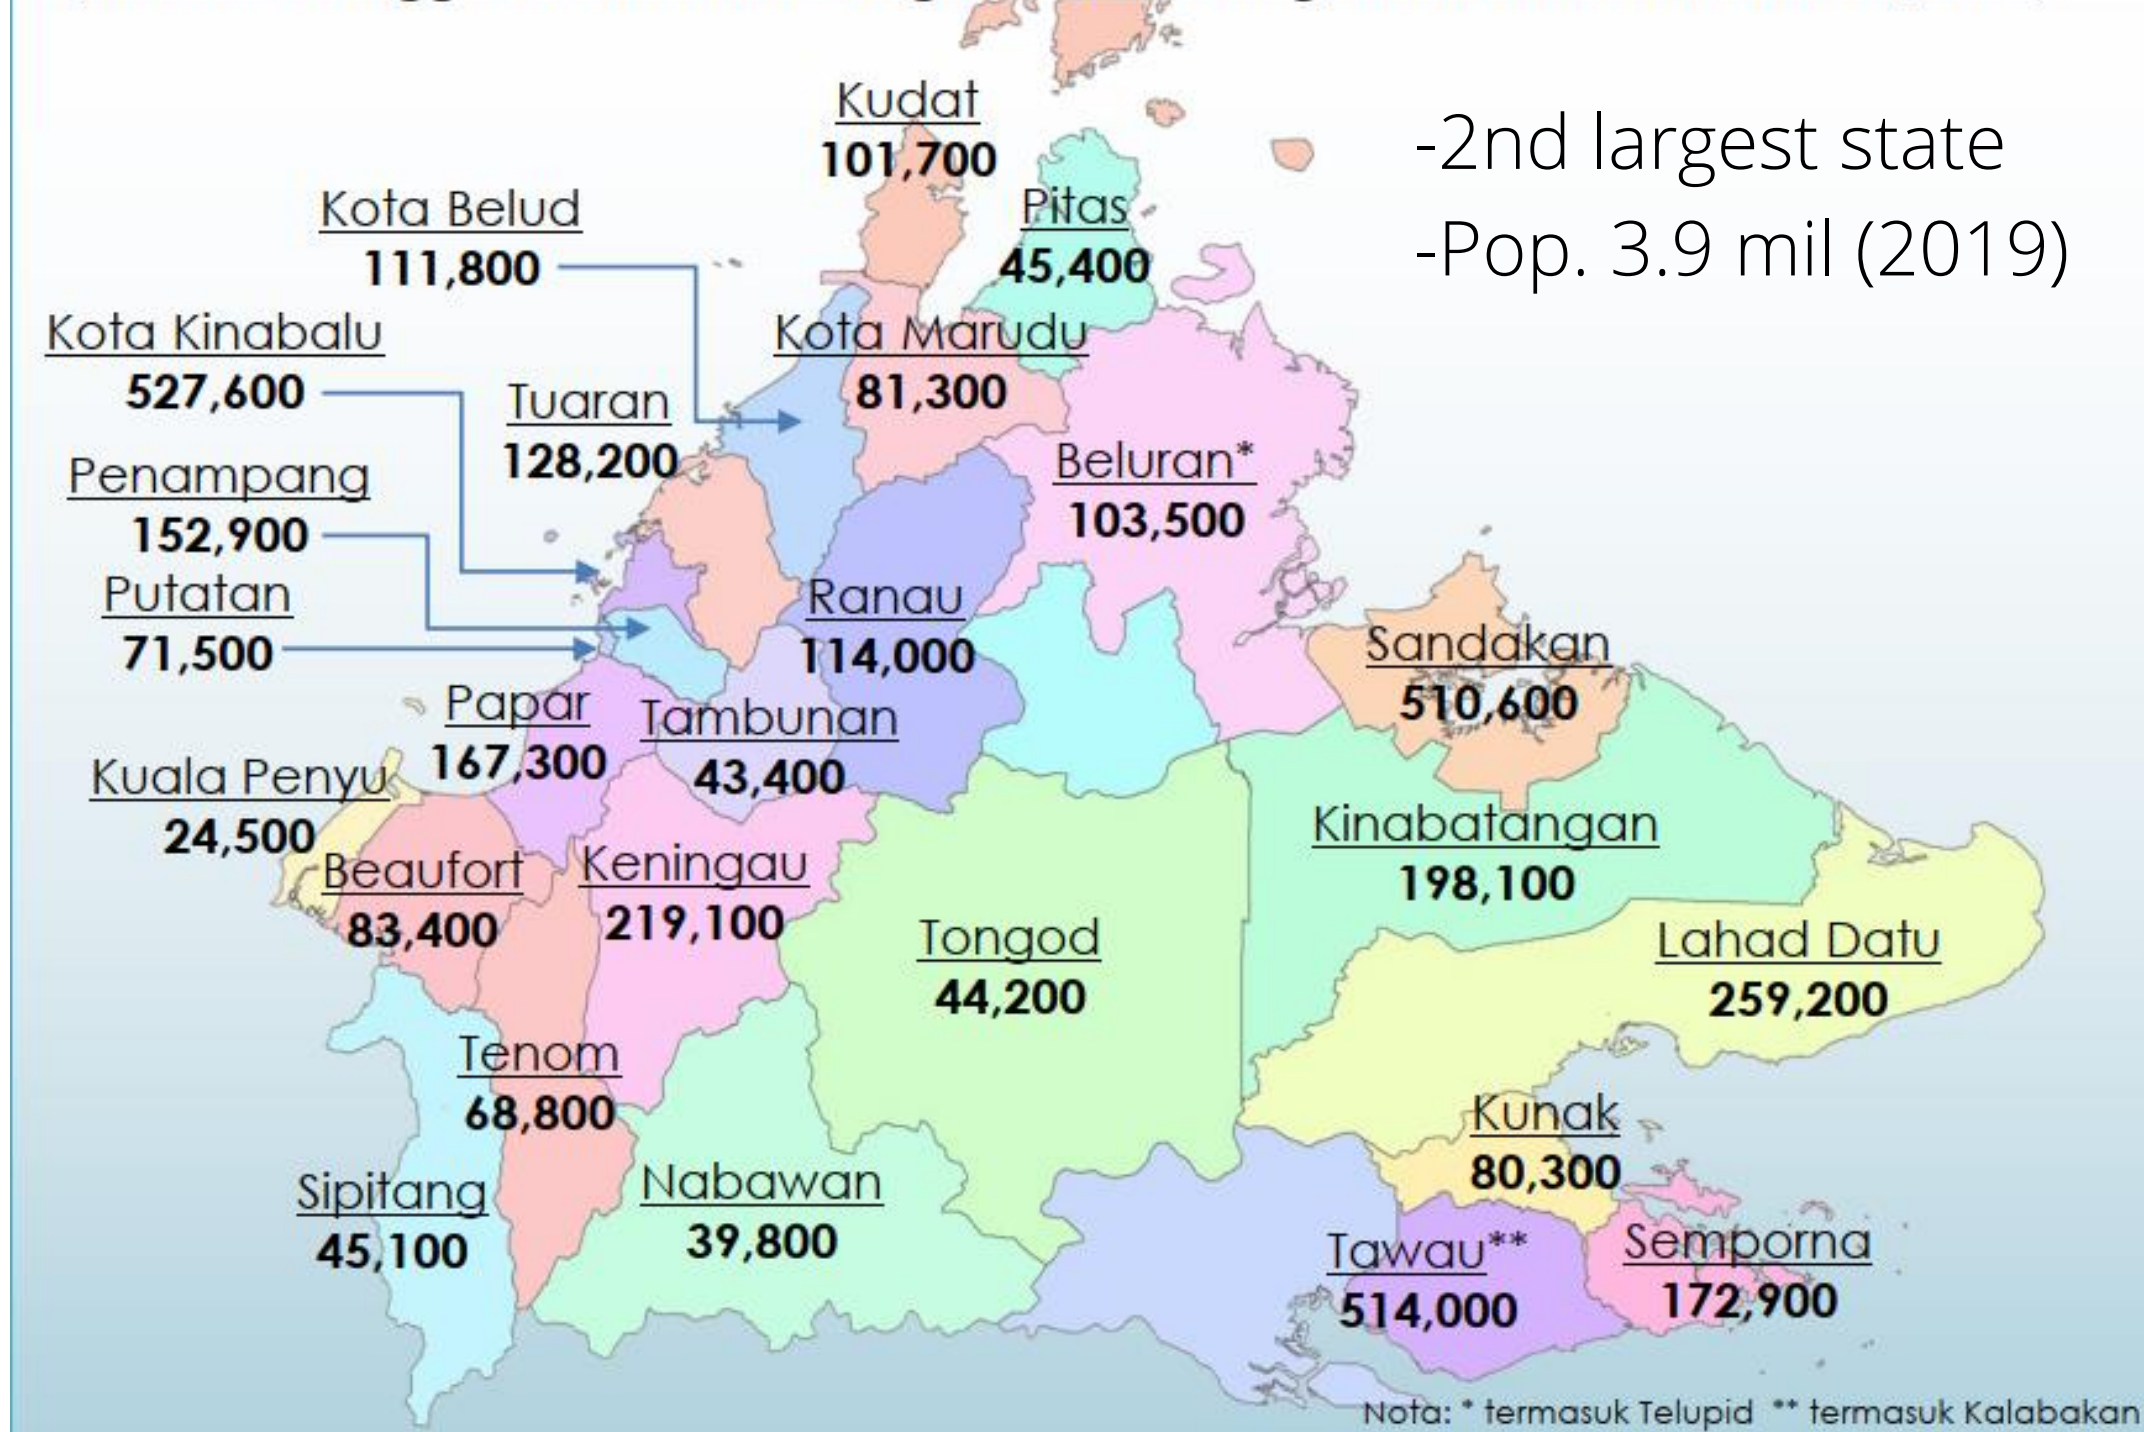 Kudat
101,700
-2nd largest state
-Pop. 3.9 mil (2019)
Kota Belud
111,800
Pitas
45,400
Kota Kinabalu
527,600
Kota Marudu
81,300
Tuaran
128,200
Penampang
152,900
Beluran*
103,500
Putatan
71,500
Ranau
114,000
Sandakan
510,600
Papar
167,300
Tambunan
43,400
Kuala Penyu
24,500
Kinabatangan
198,100
Beaufort
83,400
Keningau
219,100
Tongod
44,200
Lahad Datu
259,200
Tenom
68,800
Kunak
80,300
Sipitang
45,100
Nabawan
39,800
Tawau**
514,000
Semporna
172,900
Nota: * termasuk Telupid ** termasuk Kalabakan